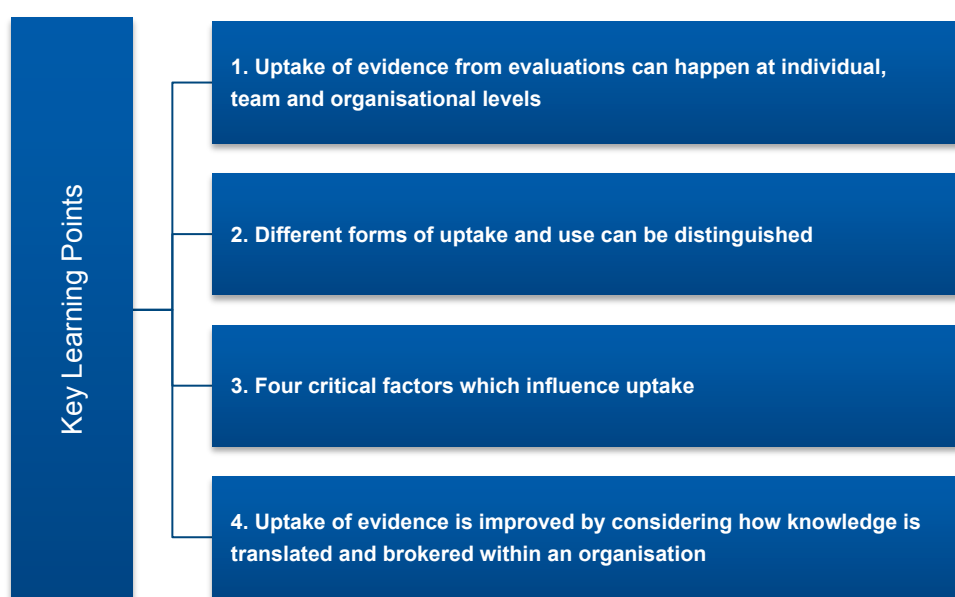 Key Learning Points
1. Uptake of evidence from evaluations can happen at individual,
team and organisational levels
2. Different forms of uptake and use can be distinguished
3. Four critical factors which influence uptake
4. Uptake of evidence is improved by considering how knowledge is
translated and brokered within an organisation